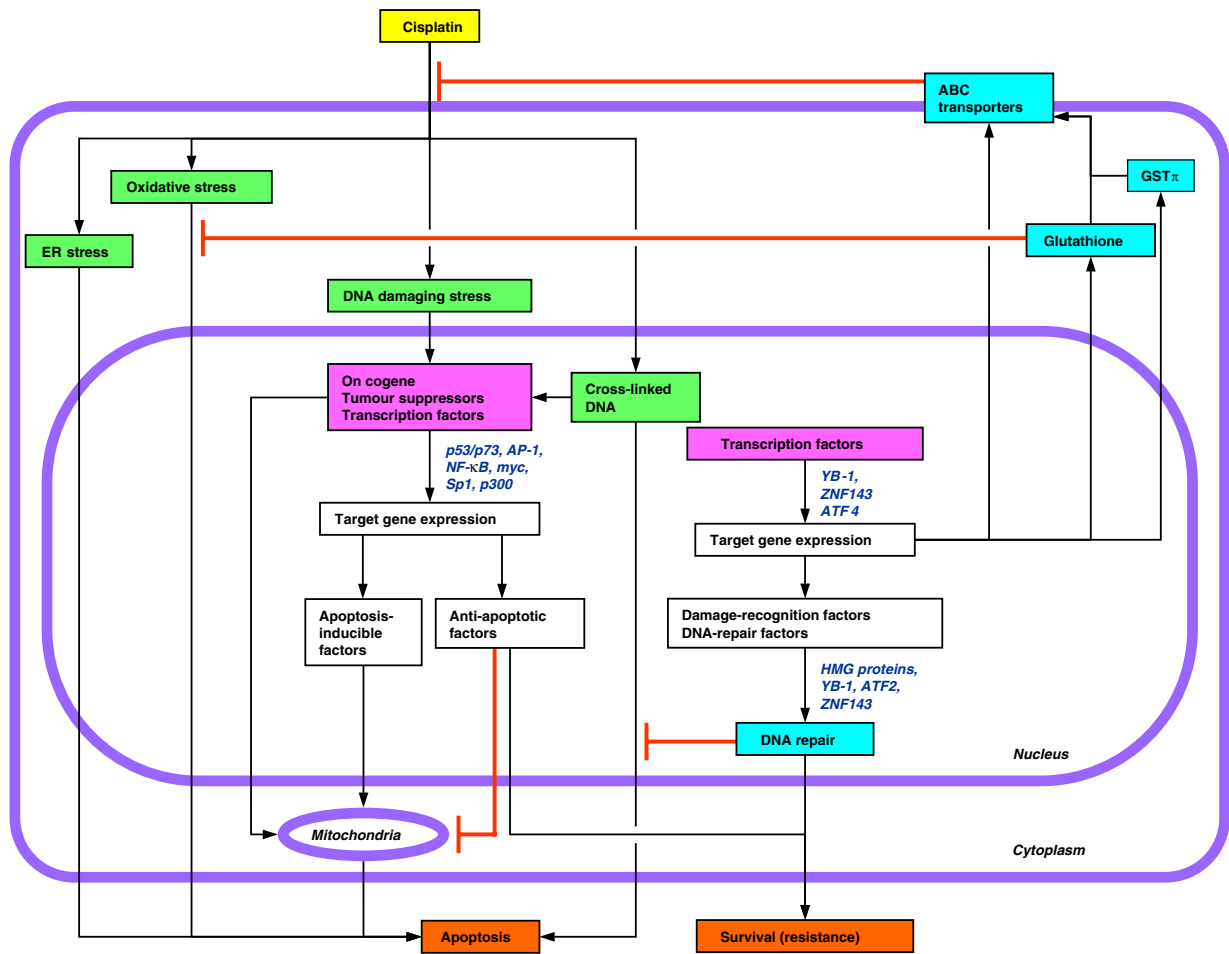 Cisplatin
ABC
transporters
Oxidative stress
GSTπ
ER stress
Glutathione
DNA damaging stress
On cogene
Tumour suppressors
Transcription factors
Cross-linked
DNA
Transcription factors
p53/p73, AP-1,
NF-κB, myc,
Sp1, p300
YB-1,
ZNF143
ATF4
Target gene expression
Target gene expression
Apoptosis-
inducible
factors
Anti-apoptotic
factors
Damage-recognition factors
DNA-repair factors
HMG proteins,
YB-1, ATF2,
ZNF143
DNA repair
Nucleus
Mitochondria
Cytoplasm
Apoptosis
Survival (resistance)